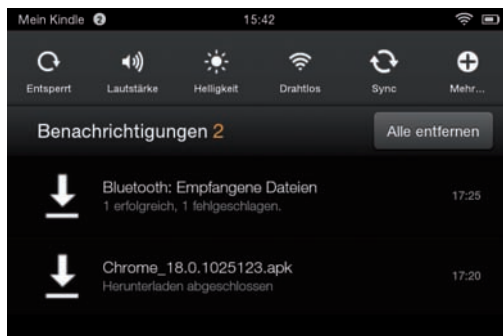 Mein Kindle 2 15:42
Entsperrt Lautstärke Helligkeit Drahtlos Sync Mehr...
Benachrichtigungen 2 Alle entfernen
Bluetooth: Empfangene Dateien
1 erfolgreich, 1 fehlgeschlagen. 17:25
Chrome_18.0.1025123.apk
Herunterladen abgeschlossen 17:20